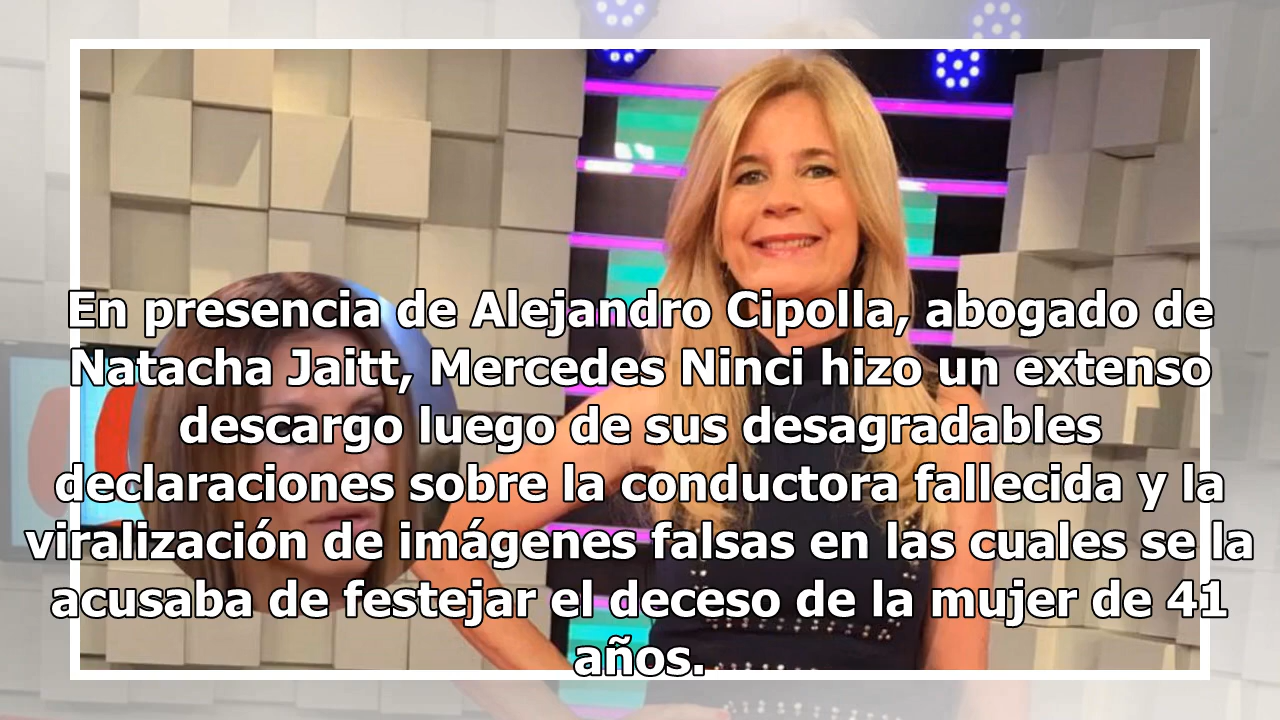 En presencia de Alejandro Cipolla, abogado de
Natacha Jaitt, Mercedes Ninci hizo un extenso
descargo luego de sus desagradables
declaraciones sobre la conductora fallecida y la
viralización de imágenes falsas en las cuales se la
acusaba de festejar el deceso de la mujer de 41
años.